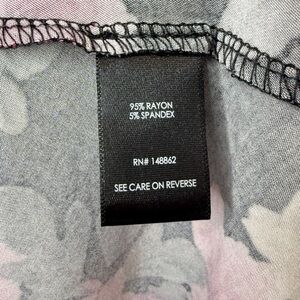 95% RAYON
5% SPANDEX
RN# 148862
SEE CARE ON REVERSE